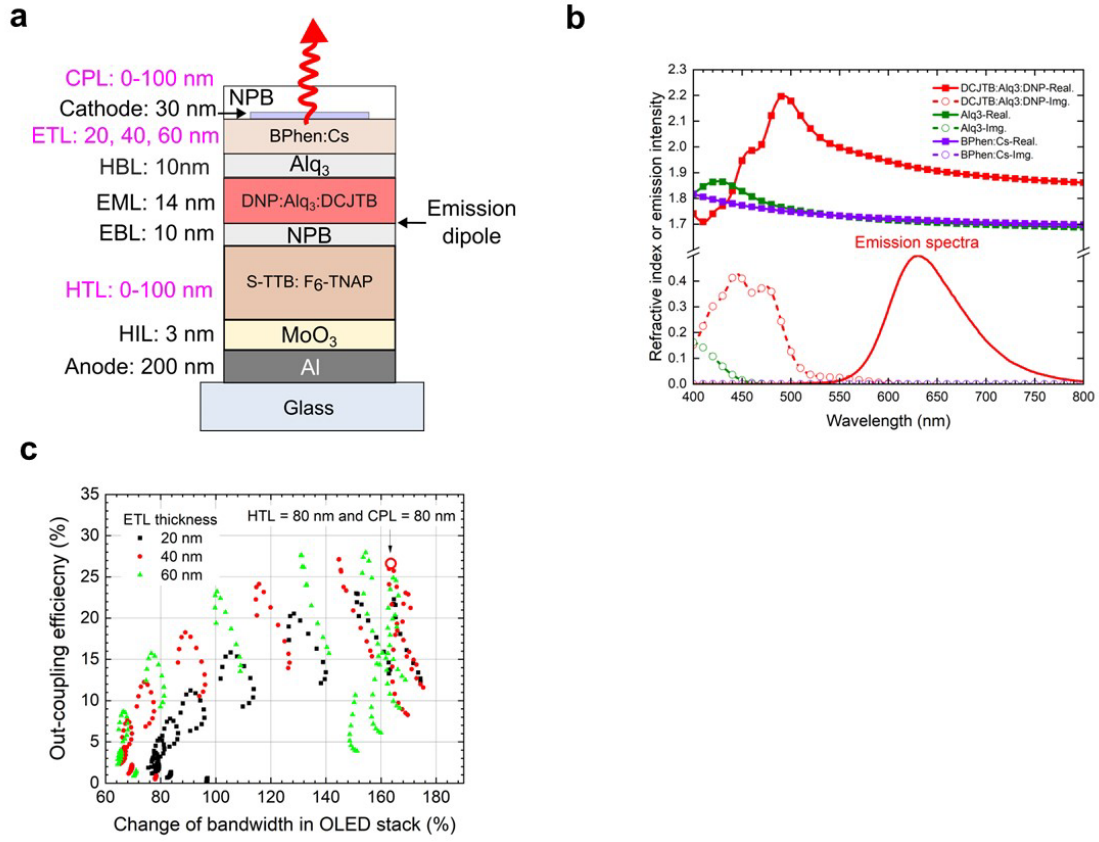 a
CPL: 0-100 nm
NPB
Cathode: 30 nm
ETL: 20, 40, 60 nm
BPhen:Cs
HBL: 10nm
Alq3
EML: 14 nm
DNP:Alq3:DCJTB
Emission
dipole
EBL: 10 nm
NPB
HTL: 0-100 nm
S-TTB: F6-TNAP
HIL: 3 nm
MoO3
Anode: 200 nm
Al
Glass
b
Refractive index or emission intensity
2.3
2.2
2.1
2.0
1.9
1.8
1.7
0.4
0.3
0.2
0.1
0.0
DCJTB:Alq3:DNP-Real.
DCJTB:Alq3:DNP-Img.
Alq3-Real.
Alq3-Img.
BPhen:Cs-Real.
BPhen:Cs-Img.
Emission spectra
400 450 500 550 600 650 700 750 800
Wavelength (nm)
c
Out-coupling efficiecny (%)
35
30
25
20
15
10
5
0
ETL thickness
20 nm
40 nm
60 nm
HTL = 80 nm and CPL = 80 nm
60 80 100 120 140 160 180
Change of bandwidth in OLED stack (%)